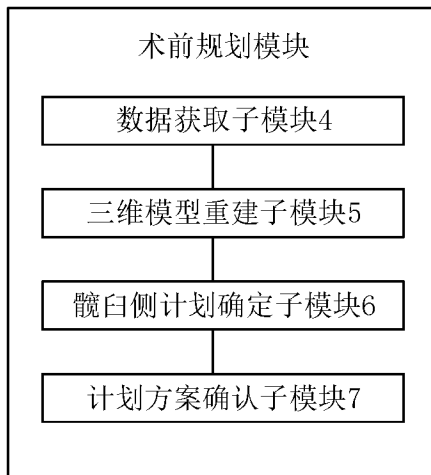 术前规划模块
数据获取子模块4
三维模型重建子模块5
髋臼侧计划确定子模块6
计划方案确认子模块7